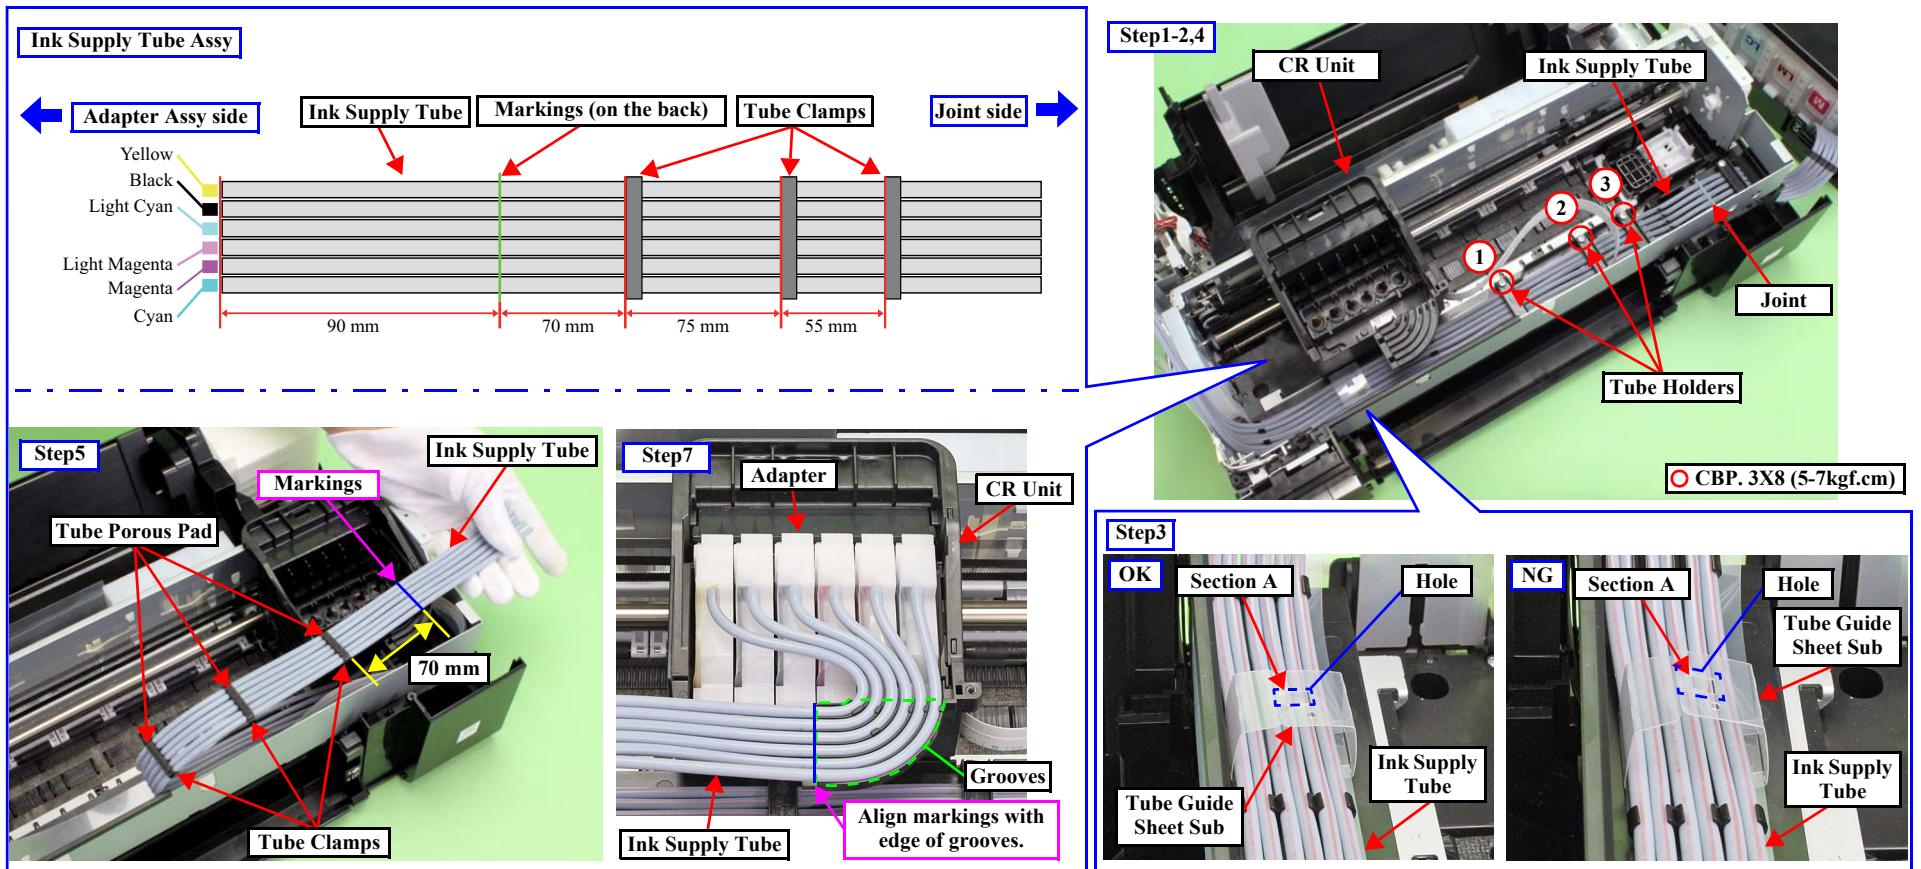 Ink Supply Tube Assy
Adapter Assy side
Ink Supply Tube
Markings (on the back)
Tube Clamps
Joint side
Yellow
Black
Light Cyan
Light Magenta
Magenta
Cyan
90 mm
70 mm
75 mm
55 mm
Step1-2,4
CR Unit
Ink Supply Tube
LC
LM
M
1
2
3
Joint
Tube Holders
CBP. 3X8 (5-7kgf.cm)
Step5
Ink Supply Tube
Markings
Tube Porous Pad
70 mm
Tube Clamps
Step7
Adapter
CR Unit
Grooves
Align markings with
edge of grooves.
Ink Supply Tube
Step3
OK
Section A
Hole
Tube Guide
Sheet Sub
Ink Supply
Tube
NG
Section A
Hole
Tube Guide
Sheet Sub
Ink Supply
Tube